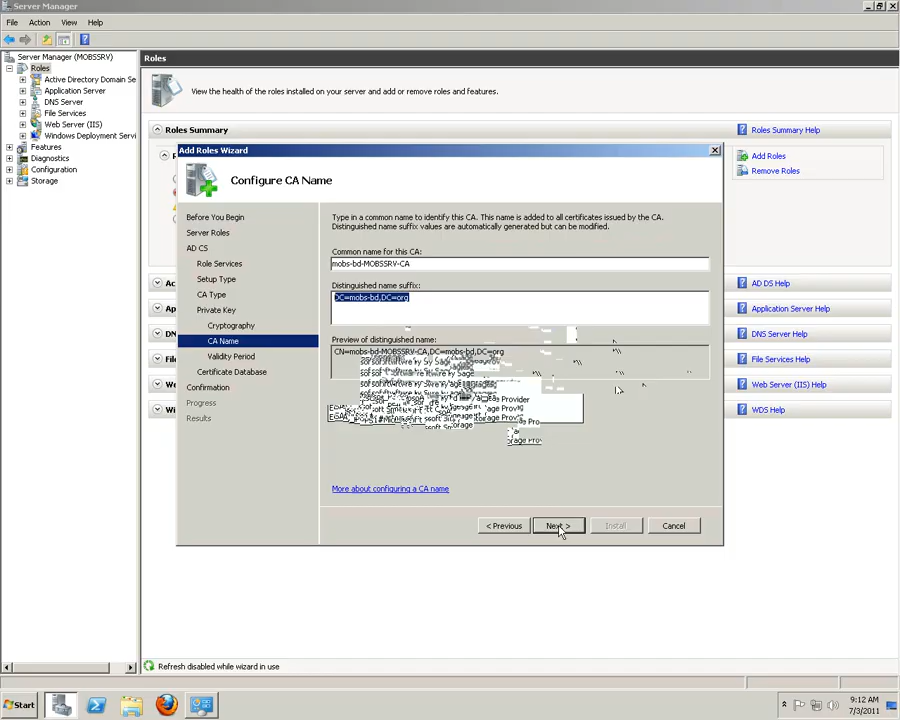 Server Manager
File Action View Help
Server Manager (MOBSSRV)
Roles
Active Directory Domain Se
Application Server
DNS Server
File Services
Web Server (IIS)
Windows Deployment Servi
Features
Diagnostics
Configuration
Storage
Roles
View the health of the roles installed on your server and add or remove roles and features.
Roles Summary
Roles Summary Help
Add Roles
Remove Roles
AD DS Help
Application Server Help
DNS Server Help
File Services Help
Web Server (IIS) Help
WDS Help
Add Roles Wizard
Configure CA Name
Before You Begin
Server Roles
AD CS
Role Services
Setup Type
CA Type
Private Key
Cryptography
CA Name
Validity Period
Certificate Database
Confirmation
Progress
Results
Type in a common name to identify this CA. This name is added to all certificates issued by the CA.
Distinguished name suffix values are automatically generated but can be modified.
Common name for this CA:
mobs-bd-MOBSSRV-CA
Distinguished name suffix:
DC=mobs-bd,DC=org
Preview of distinguished name:
CN=mobs-bd-MOBSSRV-CA,DC=mobs-bd,DC=org
More about configuring a CA name
< Previous
Next >
Install
Cancel
Refresh disabled while wizard in use
Start
9:12 AM
7/3/2011